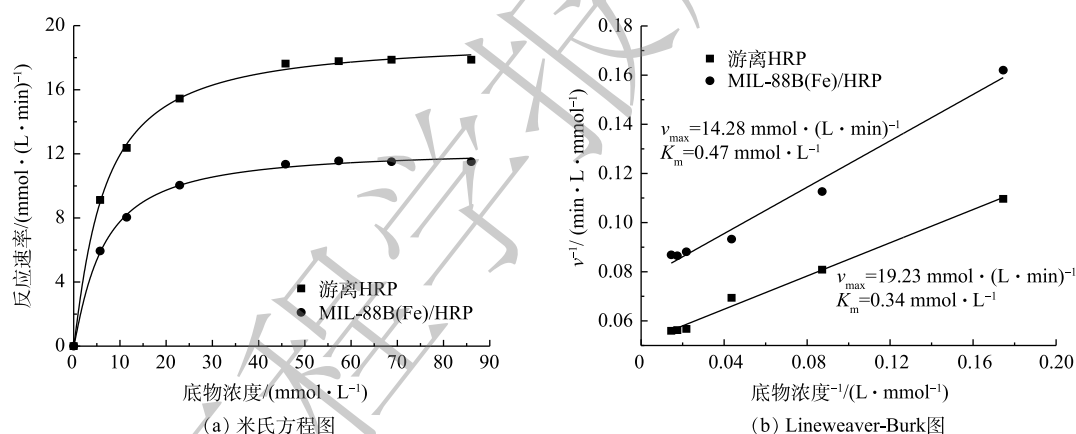 20
16
12
8
4
0
反应速率/(mmol·(L·min)⁻¹
游离HRP
MIL-88B(Fe)/HRP
0 10 20 30 40 50 60 70 80 90
底物浓度/(mmol·L⁻¹)
(a) 米氏方程图
0.18
0.16
0.14
0.12
0.10
0.08
0.06
v⁻¹/ (min·L·mmol⁻¹)
游离HRP
MIL-88B(Fe)/HRP
vmax=14.28 mmol·(L·min)⁻¹
Km=0.47 mmol·L⁻¹
vmax=19.23 mmol·(L·min)⁻¹
Km=0.34 mmol·L⁻¹
0 0.04 0.08 0.12 0.16 0.20
底物浓度⁻¹/(L·mmol⁻¹)
(b) Lineweaver-Burk图
程学报